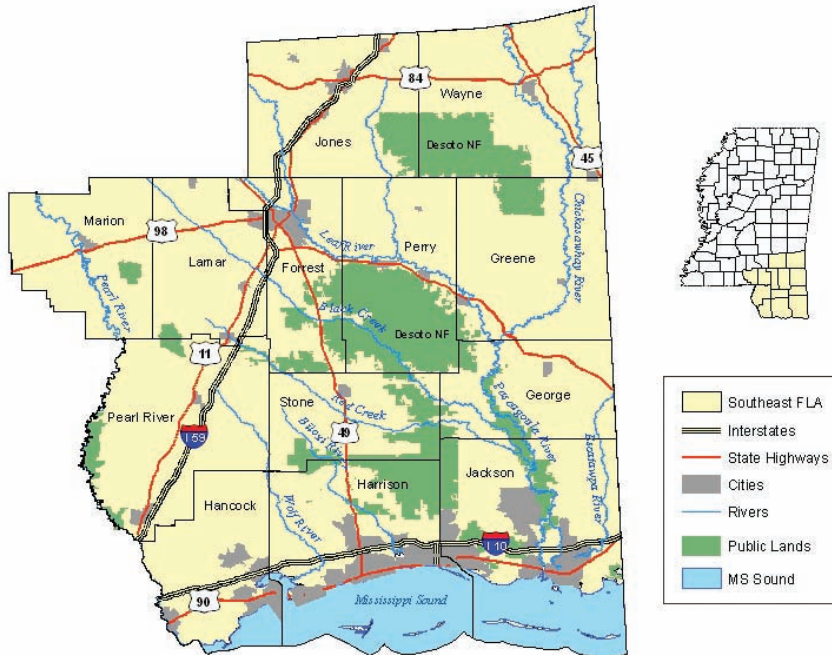 84
Wayne
Jones
Desoto NF
45
Marion
98
Lamar
Pearl River
Forrest
Leaf River
Perry
Greene
Chickasawhay River
Black Creek
Desoto NF
11
Pearl River
I 59
Stone
Red Creek
Biloxi River
49
George
Pascagoula River
Escatawpa River
Hancock
Wolf River
Harrison
Jackson
I 10
90
Mississippi Sound
Southeast FLA
Interstates
State Highways
Cities
Rivers
Public Lands
MS Sound